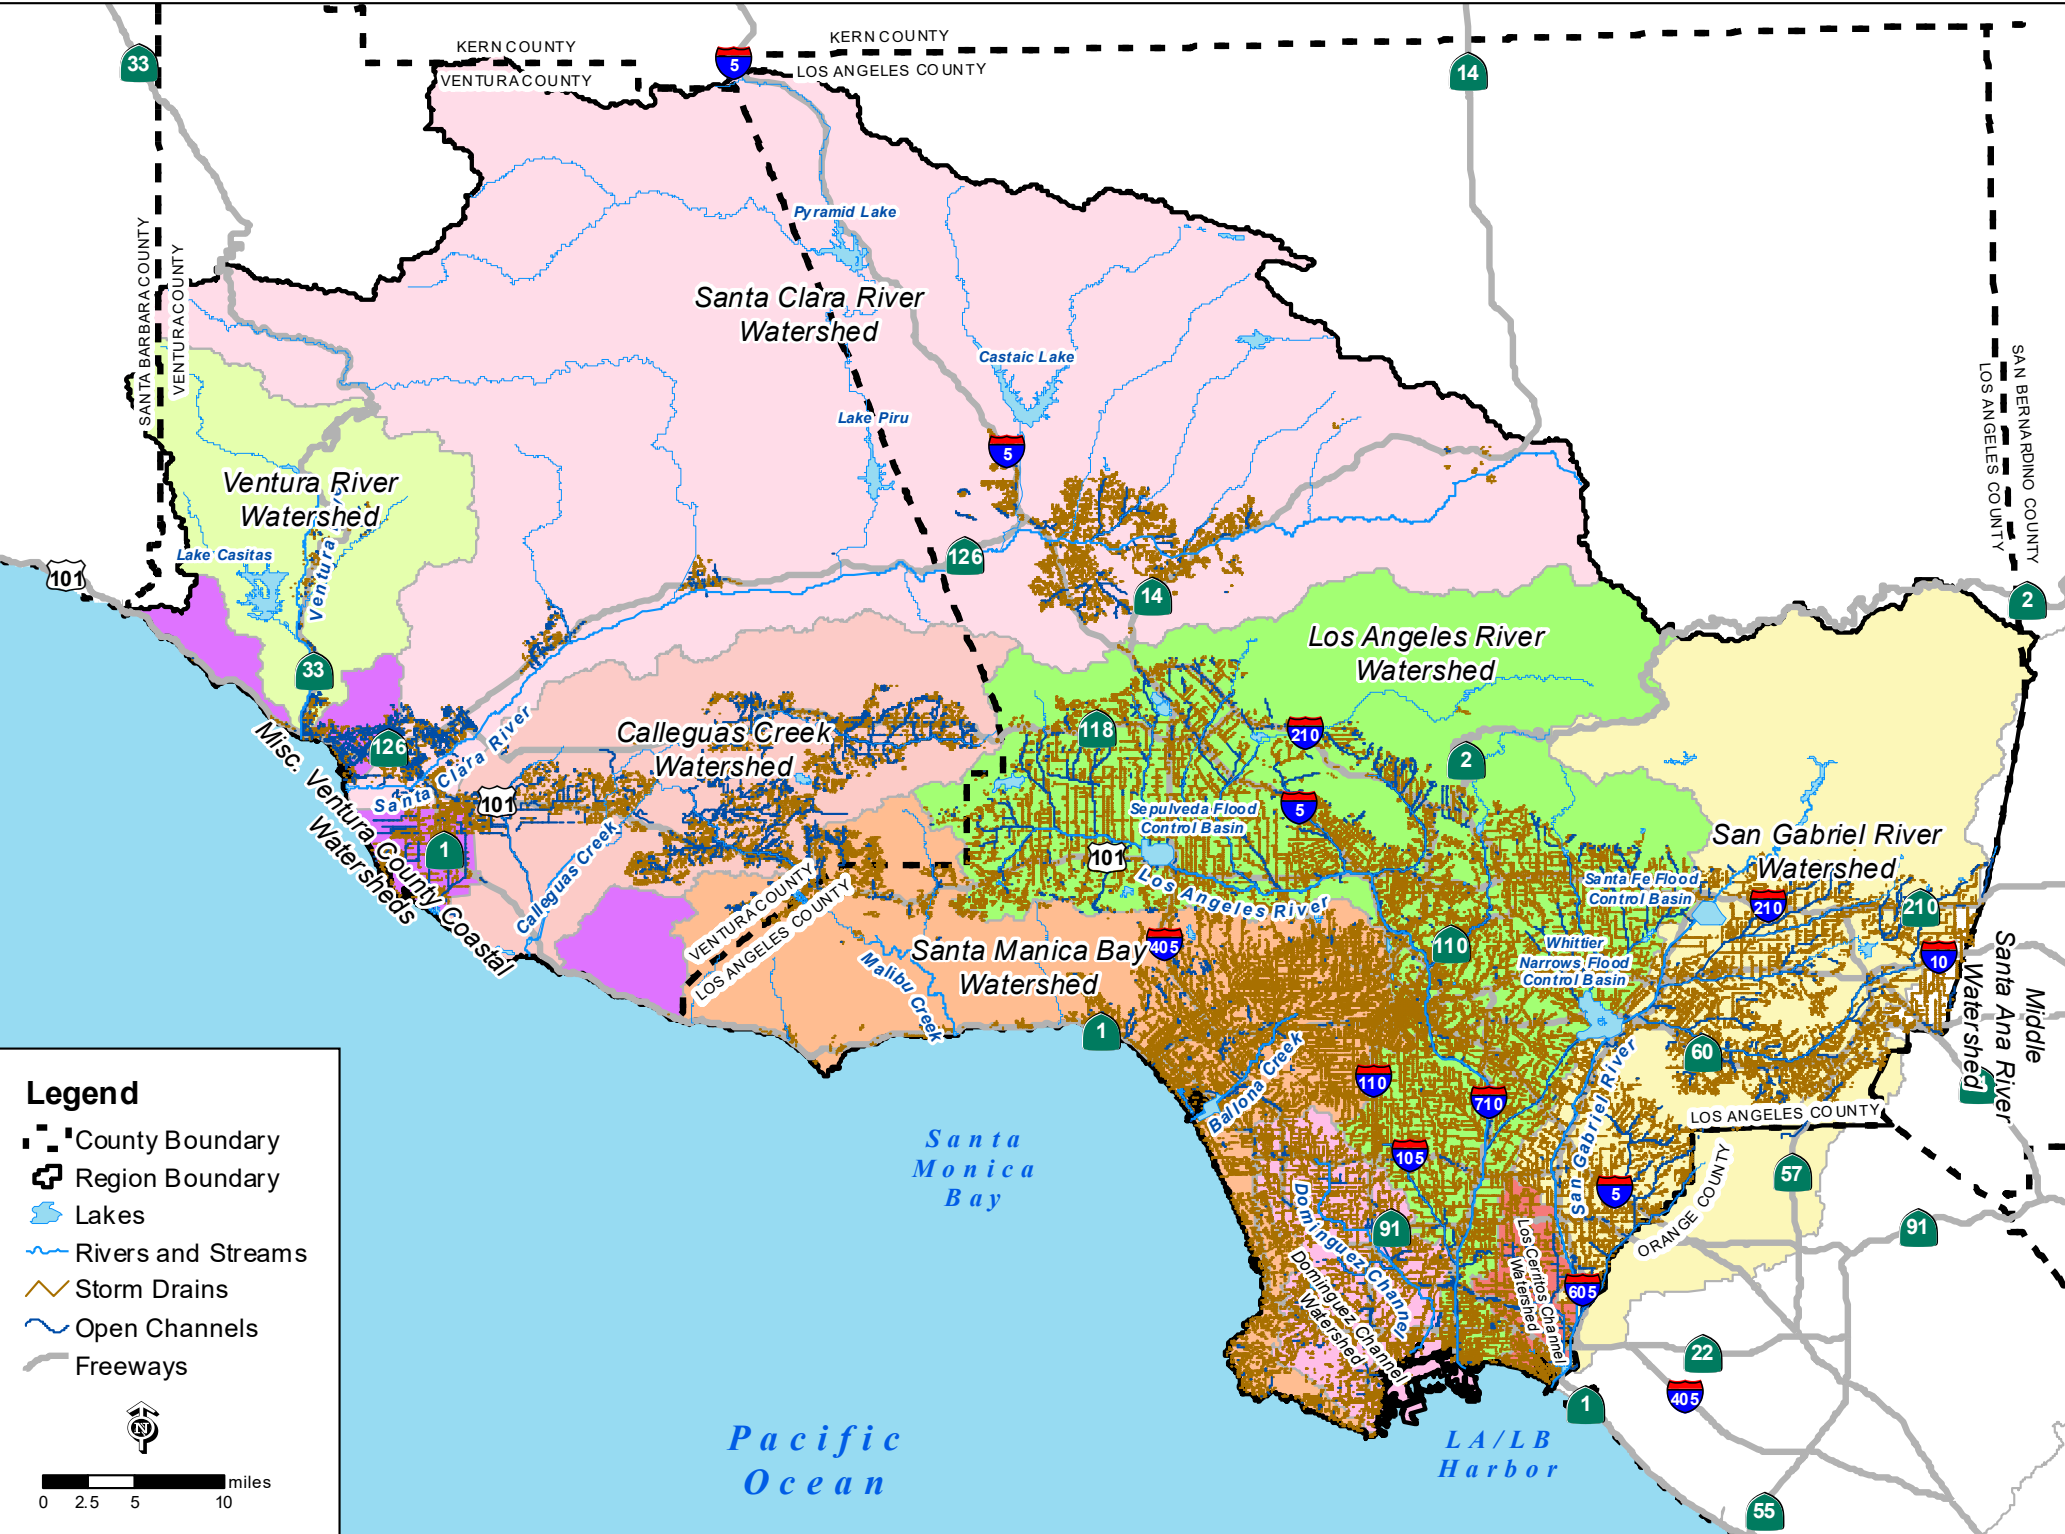 KERN COUNTY
VENTURA COUNTY
KERN COUNTY
LOS ANGELES COUNTY
33
5
14
SANTA BARBARA COUNTY
VENTURA COUNTY
SAN BERNARDINO COUNTY
LOS ANGELES COUNTY
Pyramid Lake
Santa Clara River
Watershed
Castaic Lake
Lake Piru
5
Ventura River
Watershed
Lake Casitas
Ventura
101
126
14
2
33
Los Angeles River
Watershed
Misc. Ventura County Coastal
Watersheds
126
Santa Clara River
Calleguas Creek
Watershed
118
210
2
101
1
Calleguas Creek
Sepulveda Flood
Control Basin
5
101
Los Angeles River
San Gabriel River
Watershed
Santa Fe Flood
Control Basin
210
210
VENTURA COUNTY
LOS ANGELES COUNTY
Santa Manica Bay
Watershed
Malibu Creek
405
110
Whittier
Narrows Flood
Control Basin
10
Middle
Santa Ana River
Watershed
1
Ballona Creek
110
710
60
San Gabriel River
LOS ANGELES COUNTY
ORANGE COUNTY
105
5
57
91
91
Dominguez Channel
Dominguez Channel
Watershed
Los Cerritos Channel
Watershed
605
22
405
1
55
Santa
Monica
Bay
Pacific
Ocean
LA/LB
Harbor
Legend
County Boundary
Region Boundary
Lakes
Rivers and Streams
Storm Drains
Open Channels
Freeways
N
miles
0 2.5 5 10